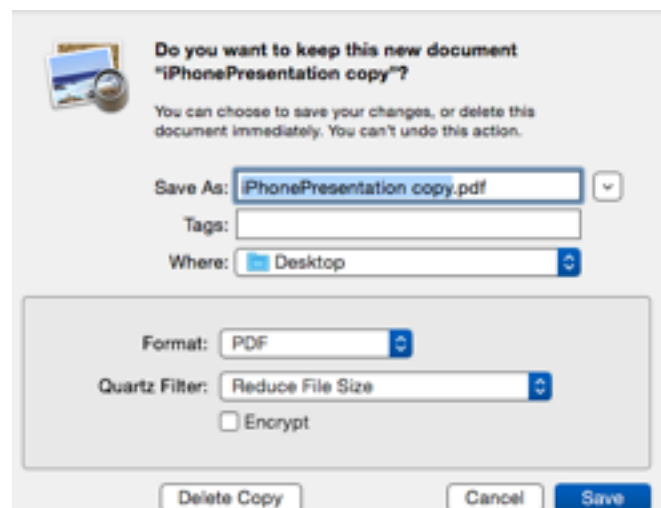 Do you want to keep this new document
"iPhonePresentation copy"?
You can choose to save your changes, or delete this
document immediately. You can't undo this action.
Save As: iPhonePresentation copy.pdf
Tags:
Where: Desktop
Format: PDF
Quartz Filter: Reduce File Size
Encrypt
Delete Copy Cancel Save